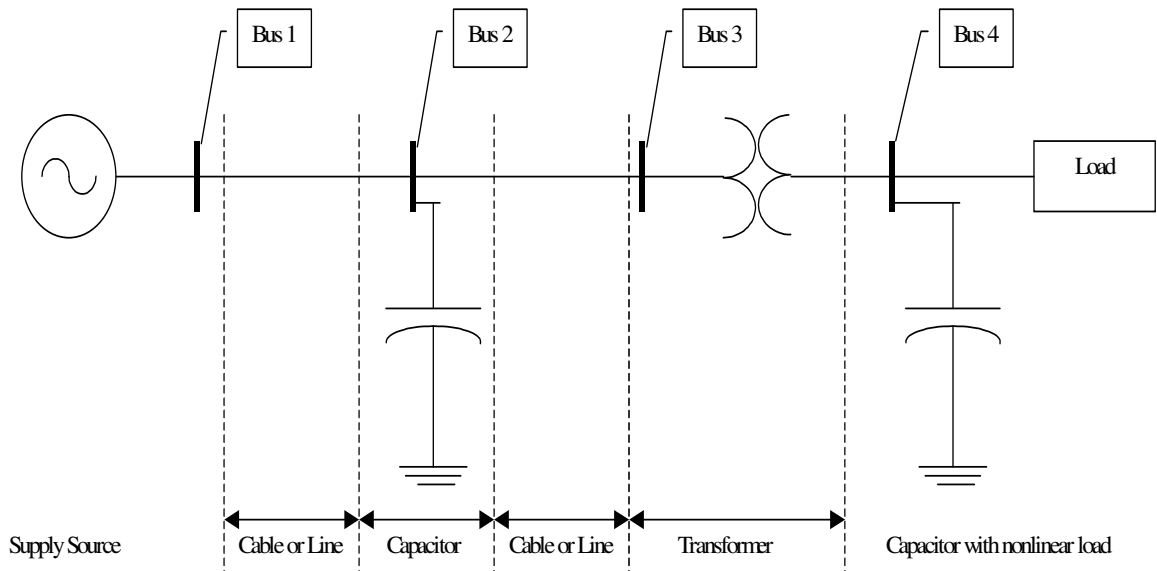 Bus 1
Bus 2
Bus 3
Bus 4
Load
Supply Source
Cable or Line
Capacitor
Cable or Line
Transformer
Capacitor with nonlinear load